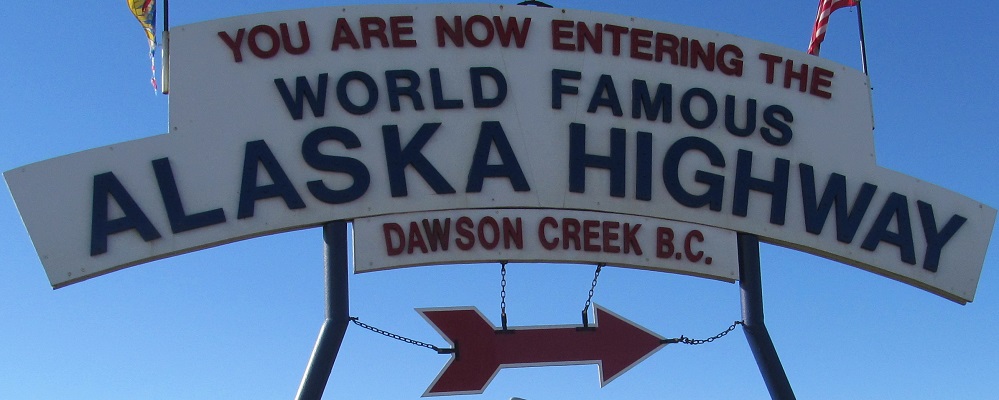 YOU ARE NOW ENTERING THE
WORLD FAMOUS
ALASKA HIGHWAY
DAWSON CREEK B.C.